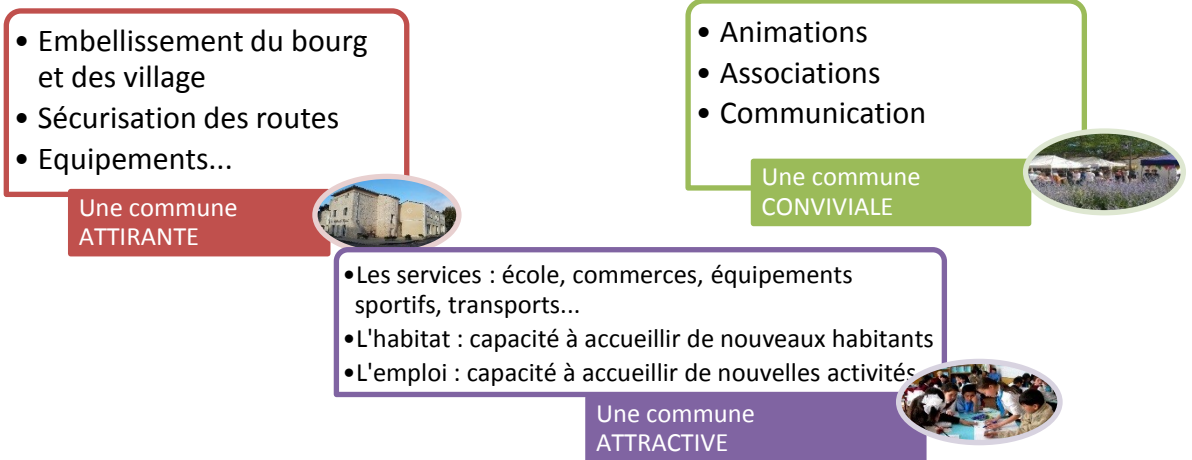 • Embellissement du bourg
et des village
• Sécurisation des routes
• Equipements...
Une commune
ATTIRANTE
• Animations
• Associations
• Communication
Une commune
CONVIVIALE
•Les services : école, commerces, équipements
sportifs, transports...
•L'habitat : capacité à accueillir de nouveaux habitants
•L'emploi : capacité à accueillir de nouvelles activités
Une commune
ATTRACTIVE